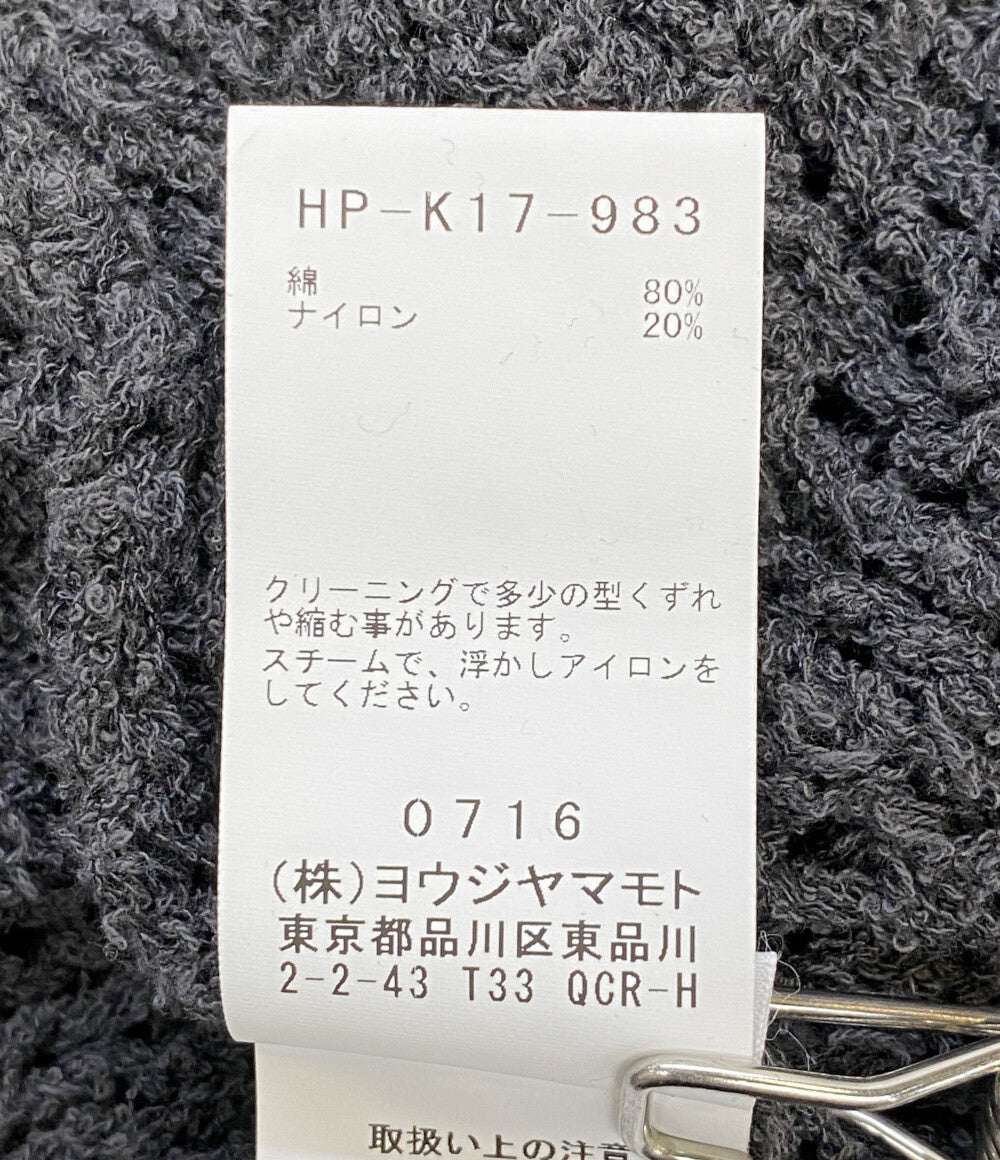 HP-K17-983
綿 80%
ナイロン 20%
クリーニングで多少の型くずれ
や縮む事があります。
スチームで、浮かしアイロンを
してください。
0716
(株)ヨウジヤマモト
東京都品川区東品川
2-2-43 T33 QCR-H
取扱い上の注意